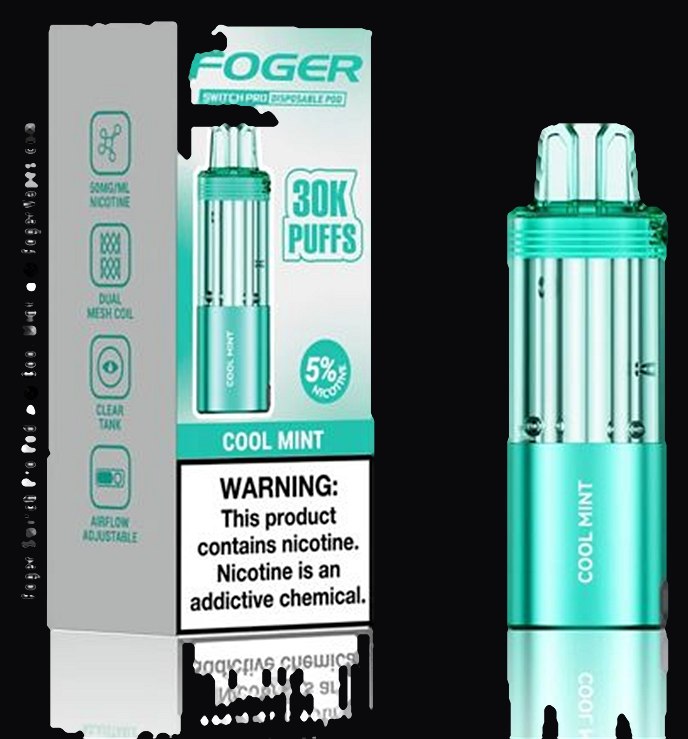 FOGER
SWITCH PRO DISPOSABLE POD
50MG/ML
NICOTINE
DUAL
MESH COIL
CLEAR
TANK
AIRFLOW
ADJUSTABLE
30K
PUFFS
COOL MINT
5%
NICOTINE
COOL MINT
WARNING:
This product
contains nicotine.
Nicotine is an
addictive chemical.
COOL MINT